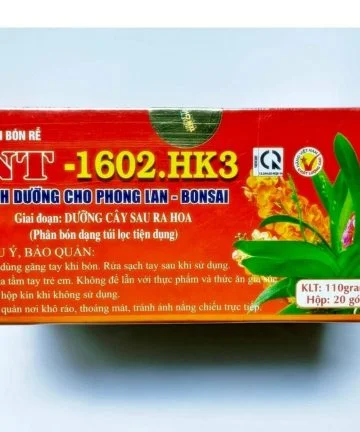 BÓN RỄ
NT -1602.HK3
H DƯỠNG CHO PHONG LAN - BONSAI
Giai đoạn: DƯỠNG CÂY SAU RA HOA
(Phân bón dạng túi lọc tiện dụng)
U Ý, BẢO QUẢN:
dùng găng tay khi bón. Rửa sạch tay sau khi sử dụng.
a tầm tay trẻ em. Không để lẫn với thực phẩm và thức ăn gia súc.
hộp kín khi không sử dụng.
quản nơi khô ráo, thoáng mát, tránh ánh nắng chiếu trực tiếp.
KLT: 110gra
Hộp: 20 gó